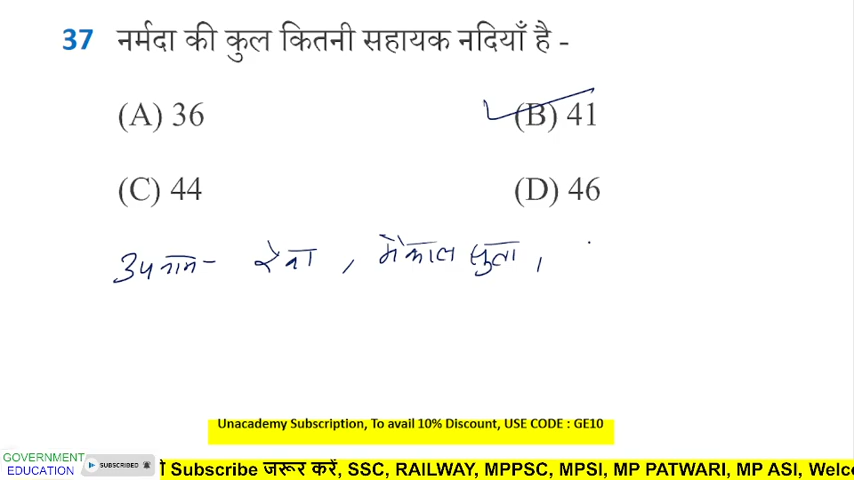 37 नर्मदा की कुल कितनी सहायक नदियाँ है -
(A) 36 (B) 41
(C) 44 (D) 46
उपनाम- रेवा, मैकाल सुता,
Unacademy Subscription, To avail 10% Discount, USE CODE : GE10
GOVERNMENT
EDUCATION
SUBSCRIBED
Subscribe जरूर करें, SSC, RAILWAY, MPPSC, MPSI, MP PATWARI, MP ASI, Welco